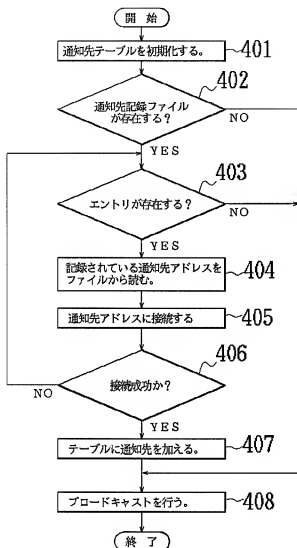 開 始
通知先テーブルを初期化する。
401
402
通知先記録ファイル
が存在する?
NO
YES
403
エントリが存在する?
NO
YES
記録されている通知先アドレスを
ファイルから読む。
404
通知先アドレスに接続する
405
406
接続成功か?
NO
YES
テーブルに通知先を加える。
407
ブロードキャストを行う。
408
終 了